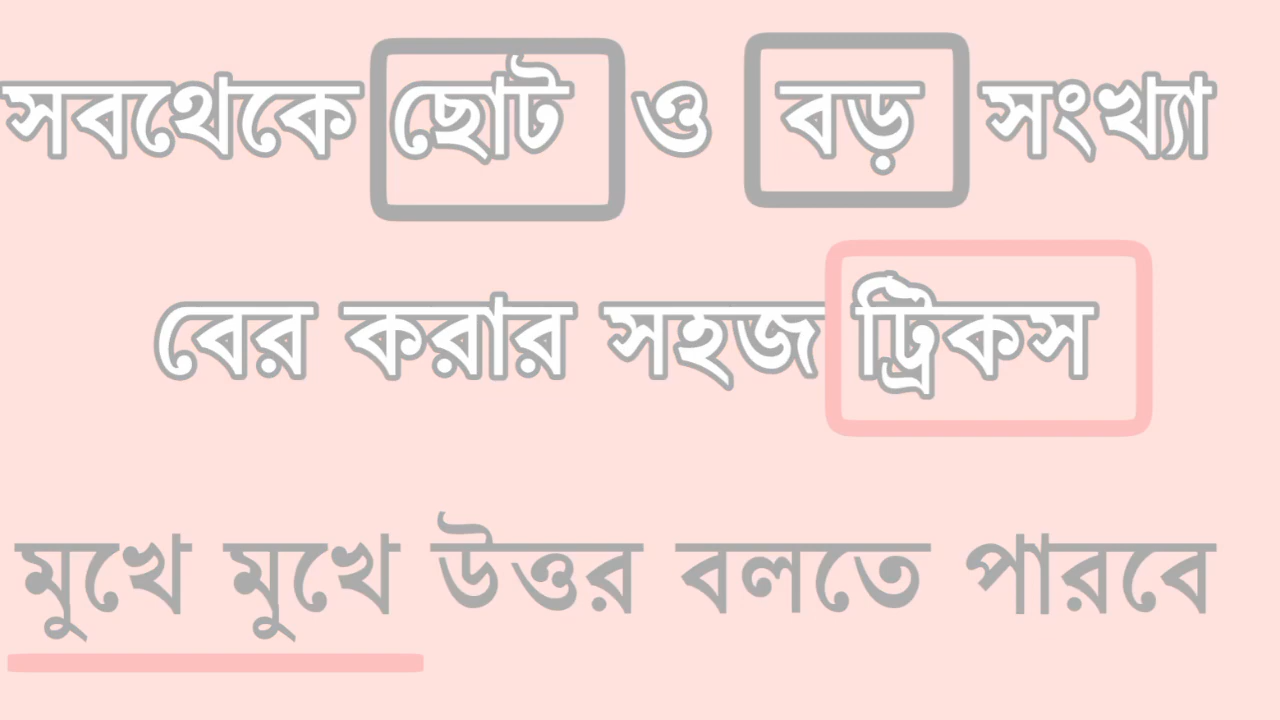 সবথেকে ছোট ও বড় সংখ্যা
বের করার সহজ ট্রিকস
মুখে মুখে উত্তর বলতে পারবে